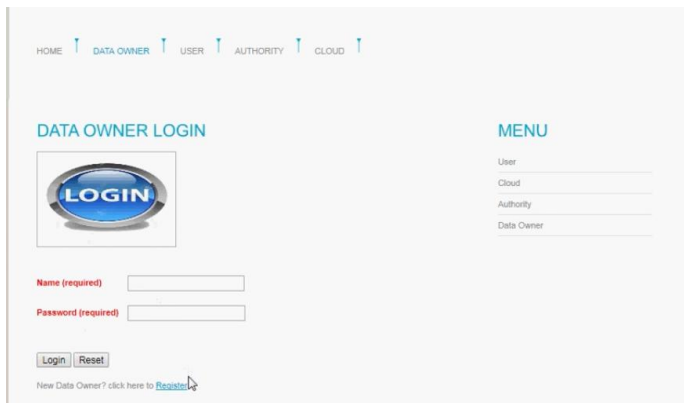 HOME DATA OWNER USER AUTHORITY CLOUD
DATA OWNER LOGIN
LOGIN
Name (required)
Password (required)
Login Reset
New Data Owner? click here to Register
MENU
User
Cloud
Authority
Data Owner